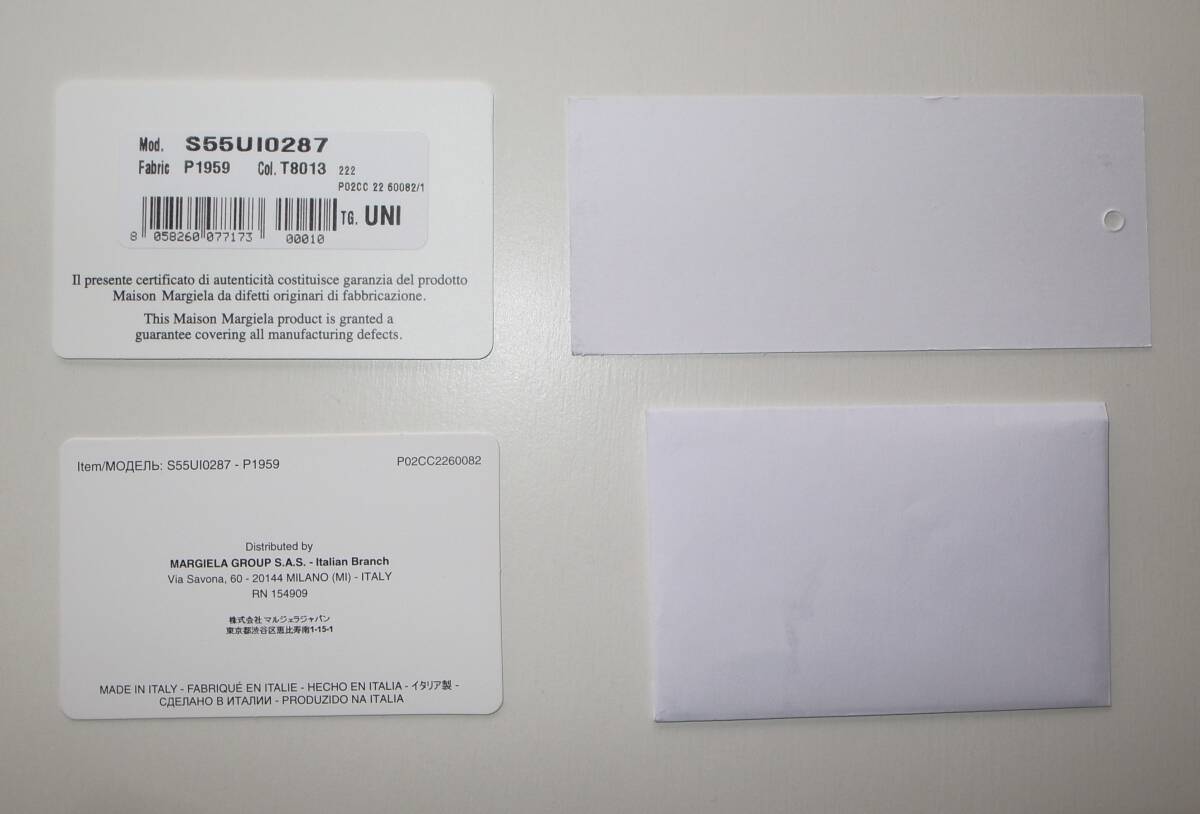 Mod. S55UI0287
Fabric P1959 Col. T8013 222
P02CC 22 60082/1
TG. UNI
8 058260 077173 00010
Il presente certificato di autenticità costituisce garanzia del prodotto
Maison Margiela da difetti originari di fabbricazione.
This Maison Margiela product is granted a
guarantee covering all manufacturing defects.
Item/МОДЕЛЬ: S55UI0287 - P1959 P02CC2260082
Distributed by
MARGIELA GROUP S.A.S. - Italian Branch
Via Savona, 60 - 20144 MILANO (MI) - ITALY
RN 154909
株式会社 マルジェラジャパン
東京都渋谷区恵比寿南1-15-1
MADE IN ITALY - FABRIQUÉ EN ITALIE - HECHO EN ITALIA - イタリア製 -
СДЕЛАНО В ИТАЛИИ - PRODUZIDO NA ITALIA